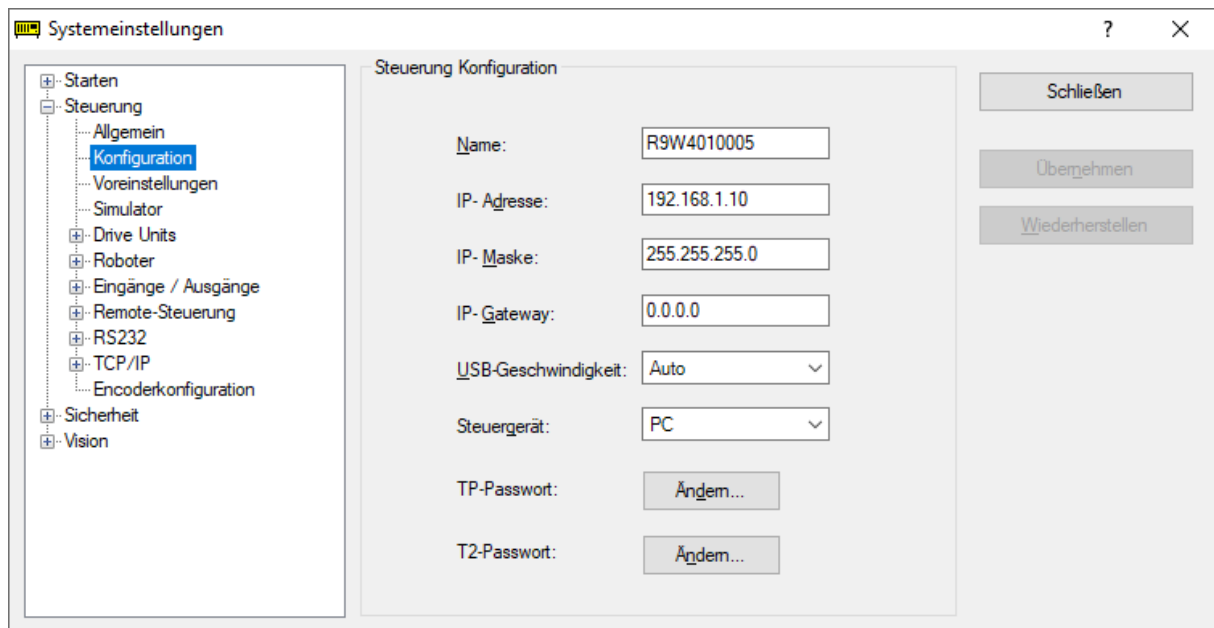 Systemeinstellungen
?
Starten
Steuerung
Allgemein
Konfiguration
Voreinstellungen
Simulator
Drive Units
Roboter
Eingänge / Ausgänge
Remote-Steuerung
RS232
TCP/IP
Encoderkonfiguration
Sicherheit
Vision
Steuerung Konfiguration
Name: R9W4010005
IP- Adresse: 192.168.1.10
IP- Maske: 255.255.255.0
IP- Gateway: 0.0.0.0
USB-Geschwindigkeit: Auto
Steuergerät: PC
TP-Passwort: Ändern...
T2-Passwort: Ändern...
Schließen
Übernehmen
Wiederherstellen